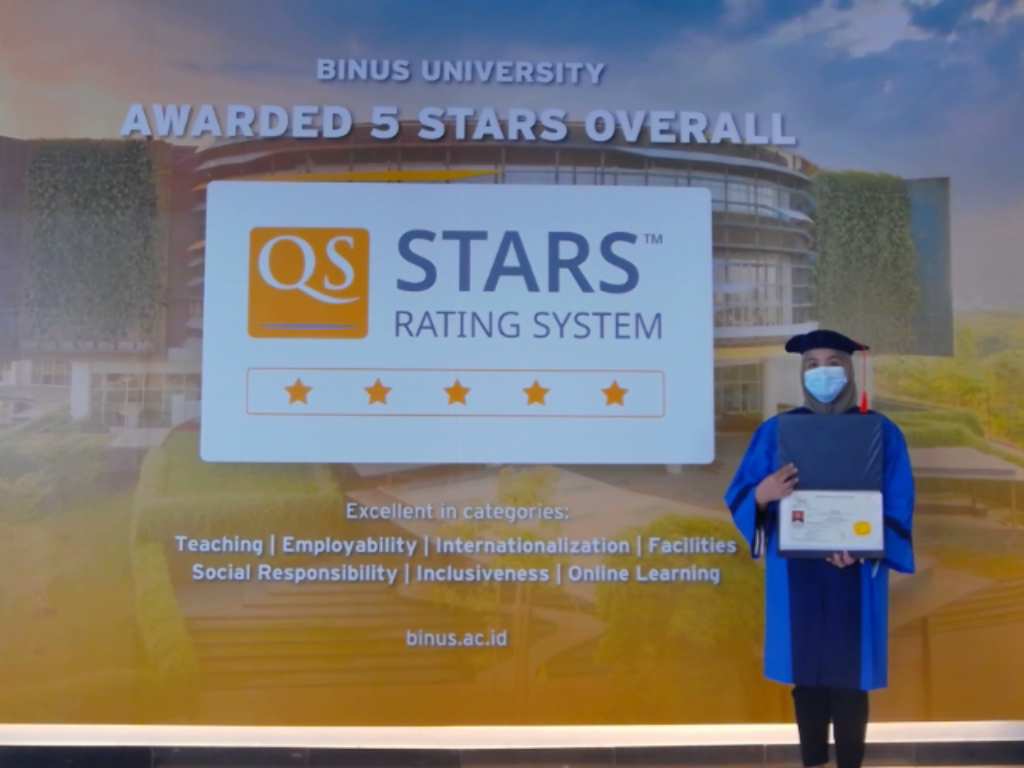 BINUS UNIVERSITY
AWARDED 5 STARS OVERALL
QS
STARS™
RATING SYSTEM
Excellent in categories:
Teaching | Employability | Internationalization | Facilities
Social Responsibility | Inclusiveness | Online Learning
binus.ac.id